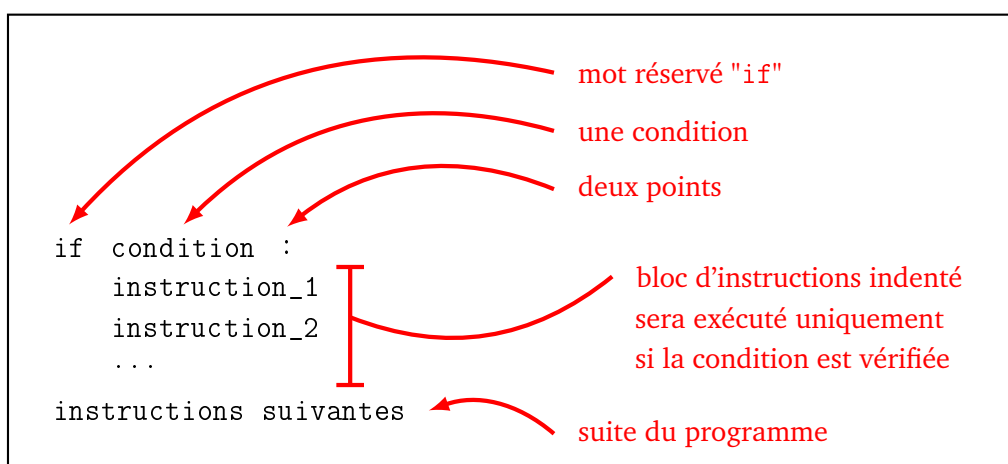 mot réservé "if"
une condition
deux points
if condition :
instruction_1
instruction_2
...
bloc d'instructions indenté
sera exécuté uniquement
si la condition est vérifiée
instructions suivantes
suite du programme